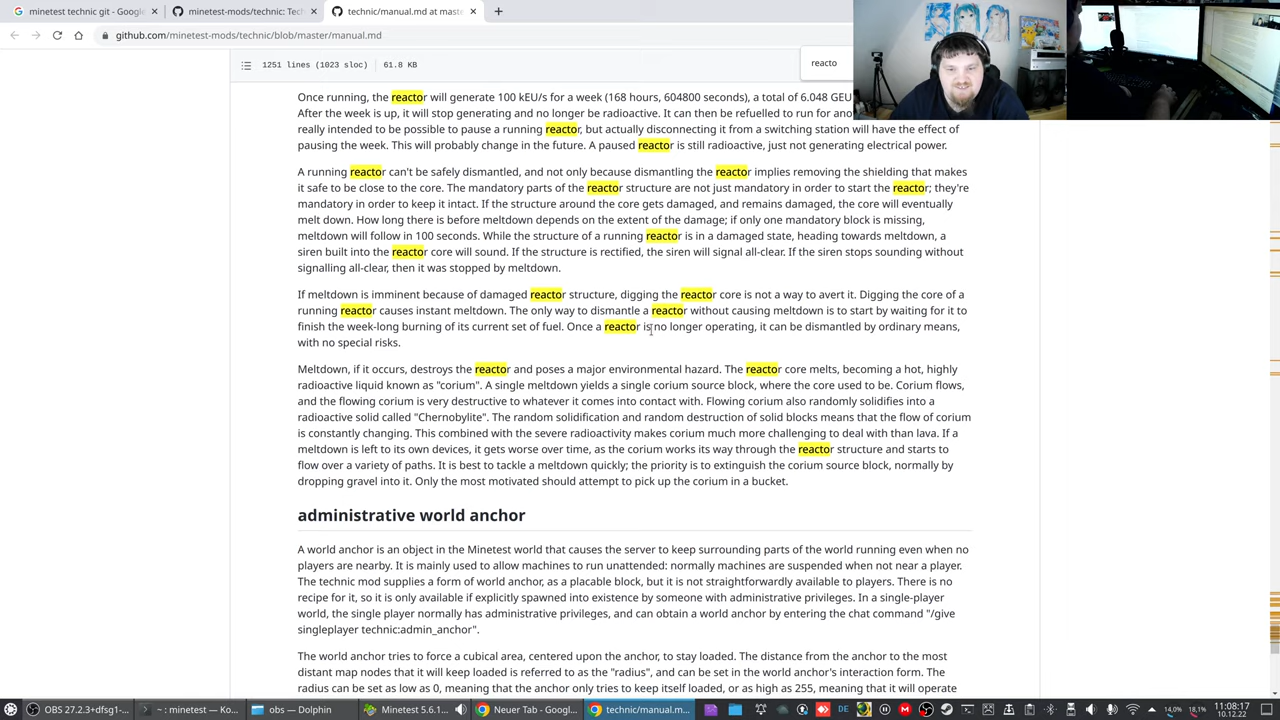 minetest technic git - Google
minetest-mods/technic: Tech
technic/manual.md at maste
github.com/minetest-mods/technic/blob/master/manual.md
reacto
Once running the reactor will generate 100 kEU/s for a week (168 hours, 604800 seconds), a total of 6.048 GEU
After the week is up, it will stop generating and no longer be radioactive. It can then be refuelled to run for
really intended to be possible to pause a running reactor, but actually disconnecting it from a switching station will have the effect of
pausing the week. This will probably change in the future. A paused reactor is still radioactive, just not generating electrical power.
A running reactor can't be safely dismantled, and not only because dismantling the reactor implies removing the shielding that makes
it safe to be close to the core. The mandatory parts of the reactor structure are not just mandatory in order to start the reactor; they're
mandatory in order to keep it intact. If the structure around the core gets damaged, and remains damaged, the core will eventually
melt down. How long there is before meltdown depends on the extent of the damage; if only one mandatory block is missing,
meltdown will follow in 100 seconds. While the structure of a running reactor is in a damaged state, heading towards meltdown, a
siren built into the reactor core will sound. If the structure is rectified, the siren will signal all-clear. If the siren stops sounding without
signalling all-clear, then it was stopped by meltdown.
If meltdown is imminent because of damaged reactor structure, digging the reactor core is not a way to avert it. Digging the core of a
running reactor causes instant meltdown. The only way to dismantle a reactor without causing meltdown is to start by waiting for it to
finish the week-long burning of its current set of fuel. Once a reactor is no longer operating, it can be dismantled by ordinary means,
with no special risks.
Meltdown, if it occurs, destroys the reactor and poses a major environmental hazard. The reactor core melts, becoming a hot, highly
radioactive liquid known as "corium". A single meltdown yields a single corium source block, where the core used to be. Corium flows,
and the flowing corium is very destructive to whatever it comes into contact with. Flowing corium also randomly solidifies into a
radioactive solid called "Chernobylite". The random solidification and random destruction of solid blocks means that the flow of corium
is constantly changing. This combined with the severe radioactivity makes corium much more challenging to deal with than lava. If a
meltdown is left to its own devices, it gets worse over time, as the corium works its way through the reactor structure and starts to
flow over a variety of paths. It is best to tackle a meltdown quickly; the priority is to extinguish the corium source block, normally by
dropping gravel into it. Only the most motivated should attempt to pick up the corium in a bucket.
administrative world anchor
A world anchor is an object in the Minetest world that causes the server to keep surrounding parts of the world running even when no
players are nearby. It is mainly used to allow machines to run unattended: normally machines are suspended when not near a player.
The technic mod supplies a form of world anchor, as a placable block, but it is not straightforwardly available to players. There is no
recipe for it, so it is only available if explicitly spawned into existence by someone with administrative privileges. In a single-player
world, the single player normally has administrative privileges, and can obtain a world anchor by entering the chat command "/give
singleplayer technic:admin_anchor".
The world anchor tries to force a cubical area, centered upon the anchor, to stay loaded. The distance from the anchor to the most
distant map nodes that it will keep loaded is referred to as the "radius", and can be set in the world anchor's interaction form. The
radius can be set as low as 0, meaning that the anchor only tries to keep itself loaded, or as high as 255, meaning that it will operate
OBS 27.2.3+dfsg1-...
: minetest — Ko...
— Dolphin
Minetest 5.6.1...
Neuer Tab - Googl...
technic/manual.m...
DE
14,0%
18,1%
11:08:17
10.12.22